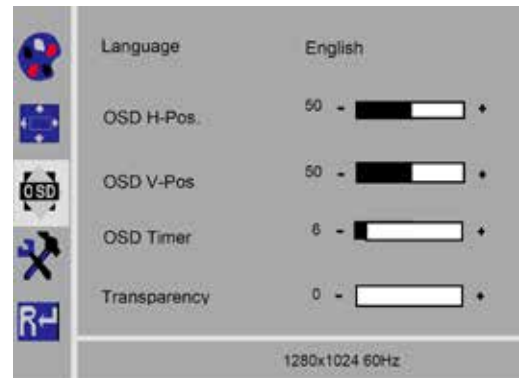 Language English
OSD H-Pos. 50 - +
OSD
OSD V-Pos 50 - +
OSD Timer 6 - +
Transparency 0 - +
R
1280x1024 60Hz